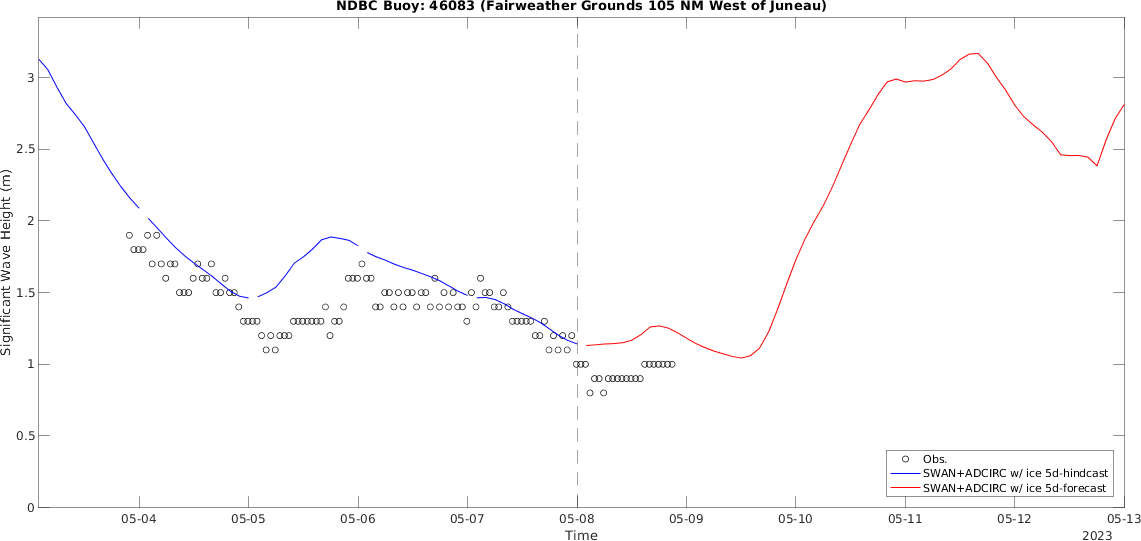 NDBC Buoy: 46083 (Fairweather Grounds 105 NM West of Juneau)
Significant Wave Height (m)
3
2.5
2
1.5
1
0.5
0
Obs.
SWAN+ADCIRC w/ ice 5d-hindcast
SWAN+ADCIRC w/ ice 5d-forecast
05-04 05-05 05-06 05-07 05-08 05-09 05-10 05-11 05-12 05-13
Time
2023